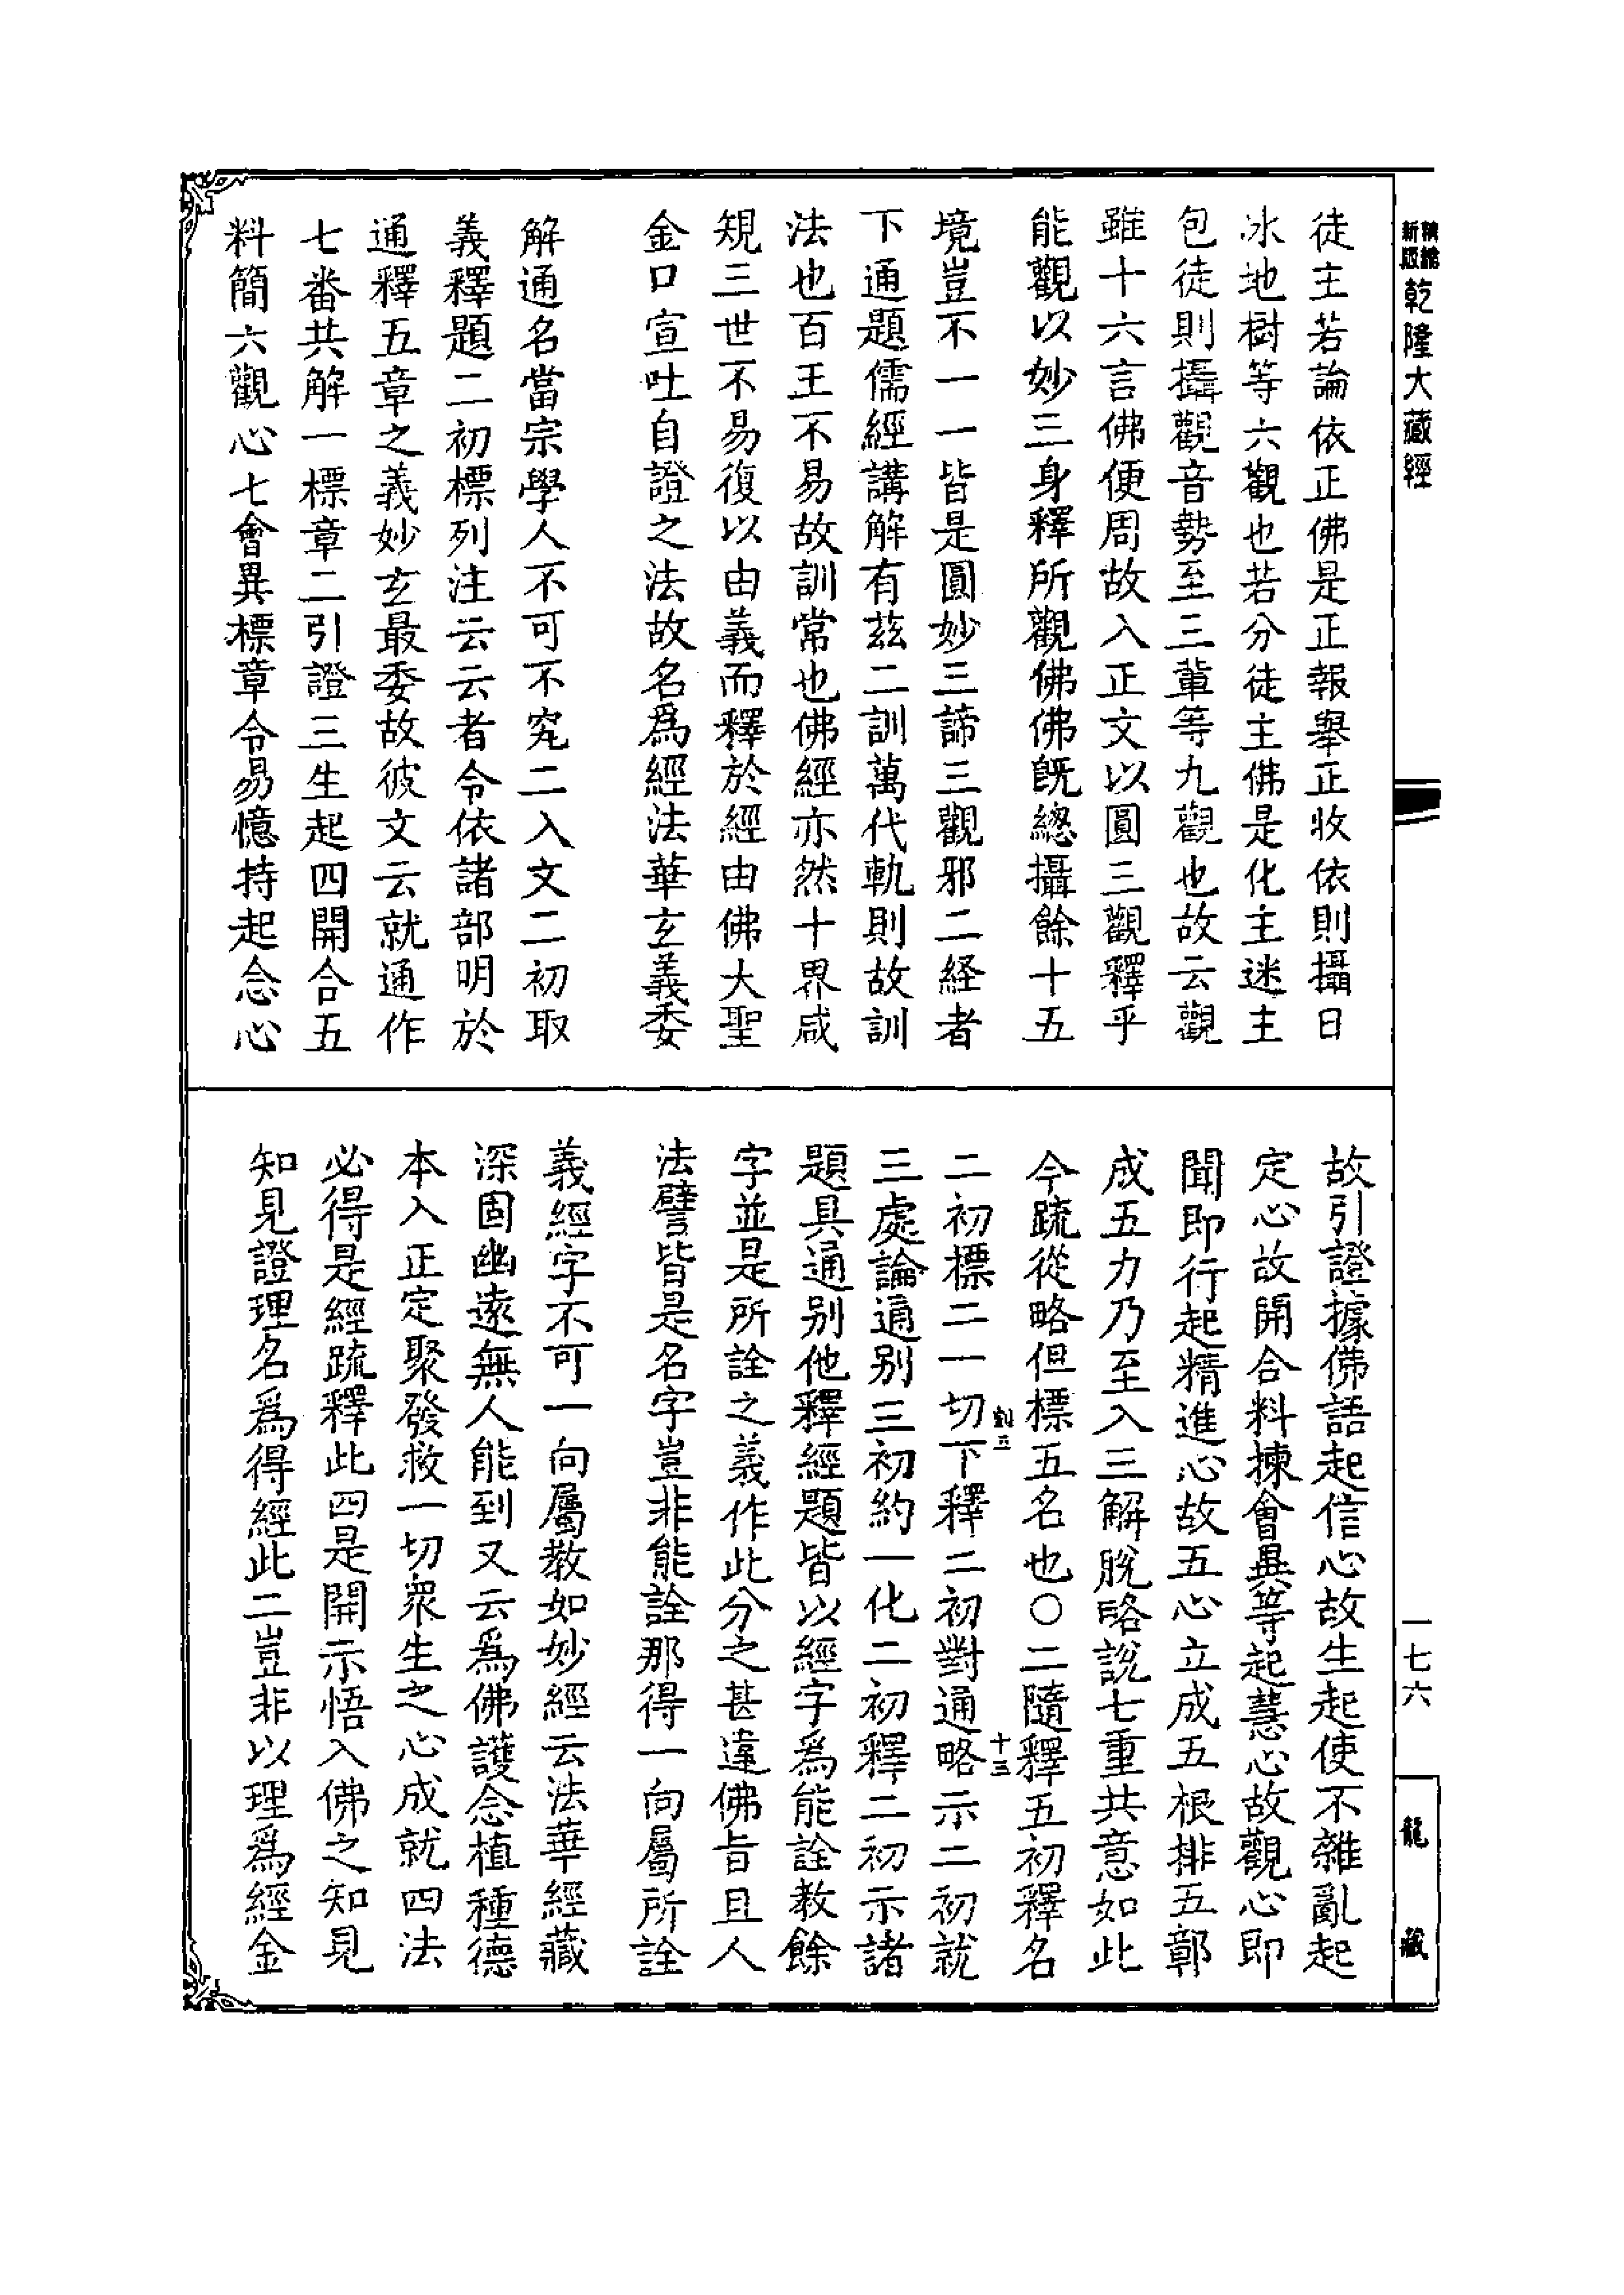 乾隆大藏經
徒主若論依正佛是正報舉正收依則攝日
冰地樹等六觀也若分徒主佛是化主迷主
包徒則攝觀音勢至三輩等九觀也故云觀
雖十六言佛便周故入正文以圓三觀釋乎
能觀以妙三身釋所觀佛佛既總攝餘十五
境豈不一一皆是圓妙三諦三觀邪二経者
下通題儒經講解有茲二訓萬代軌則故訓
法也百王不易故訓常也佛經亦然十界咸
規三世不易復以由義而釋於經由佛大聖
金口宣吐自證之法故名爲經法華玄義委
解通名當宗學人不可不究二入文二初取
義釋題二初標列注云云者令依諸部明於
通釋五章之義妙玄最委故彼文云就通作
七番共解一標章二引證三生起四開合五
料簡六觀心七會異標章令易憶持起念心
故引證據佛語起信心故生起使不雜亂起
定心故開合料揀會異等起慧心故觀心即
聞即行起精進心故五心立成五根排五鄣
成五力乃至入三解脫略說七重共意如此
今䟽從略但標五名也〇二隨釋五初釋名
二初標二一切下釋二初對通略示二初就
三處論通别三初約一化二初釋二初示諸
題具通别他釋經題皆以經字爲能詮教餘
字並是所詮之義作此分之甚違佛旨且人
法譬皆是名字豈非能詮那得一向屬所詮
義經字不可一向屬教如妙經云法華經藏
深固幽遠無人能到又云爲佛護念植種德
本入正定聚發救一切衆生之心成就四法
必得是經䟽釋此四是開示悟入佛之知見
知見證理名爲得經此二豈非以理爲經金
十三
一七六
龍藏